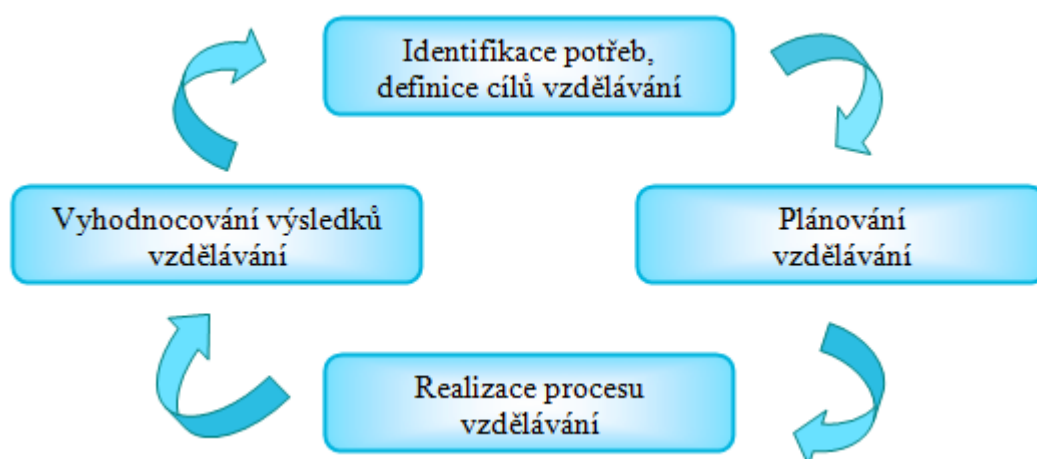 Identifikace potřeb,
definice cílů vzdělávání
Vyhodnocování výsledků
vzdělávání
Plánování
vzdělávání
Realizace procesu
vzdělávání